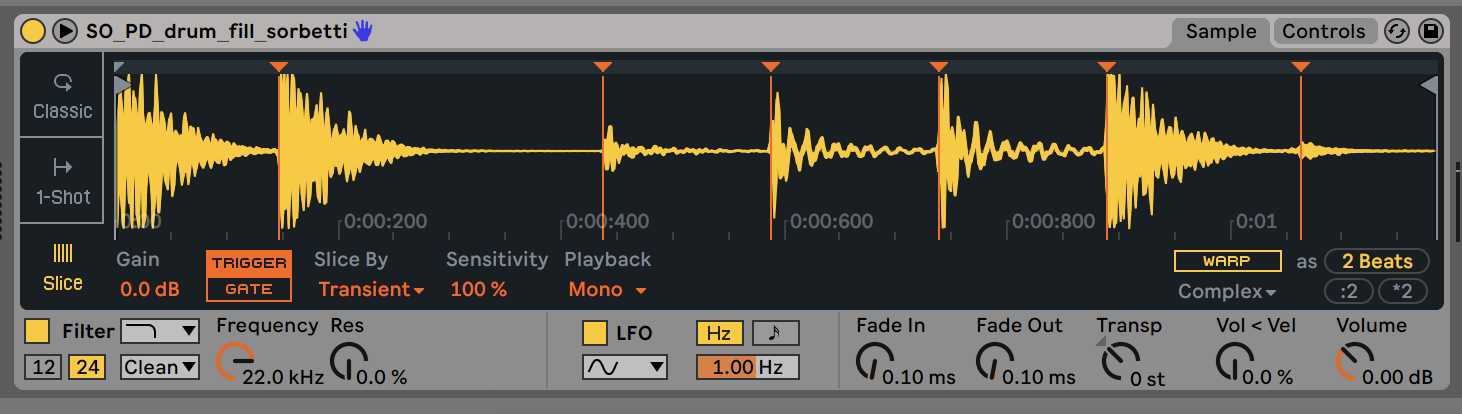 SO_PD_drum_fill_sorbetti Sample Controls
Classic
1-Shot
Slice
0:00 0:00:200 0:00:400 0:00:600 0:00:800 0:01
Gain TRIGGER Slice By Sensitivity Playback WARP as 2 Beats
0.0 dB GATE Transient 100 % Mono Complex :2 *2
Filter Frequency Res LFO Hz Fade In Fade Out Transp Vol < Vel Volume
12 24 Clean 22.0 kHz 0.0 % 1.00 Hz 0.10 ms 0.10 ms 0 st 0.0 % 0.00 dB